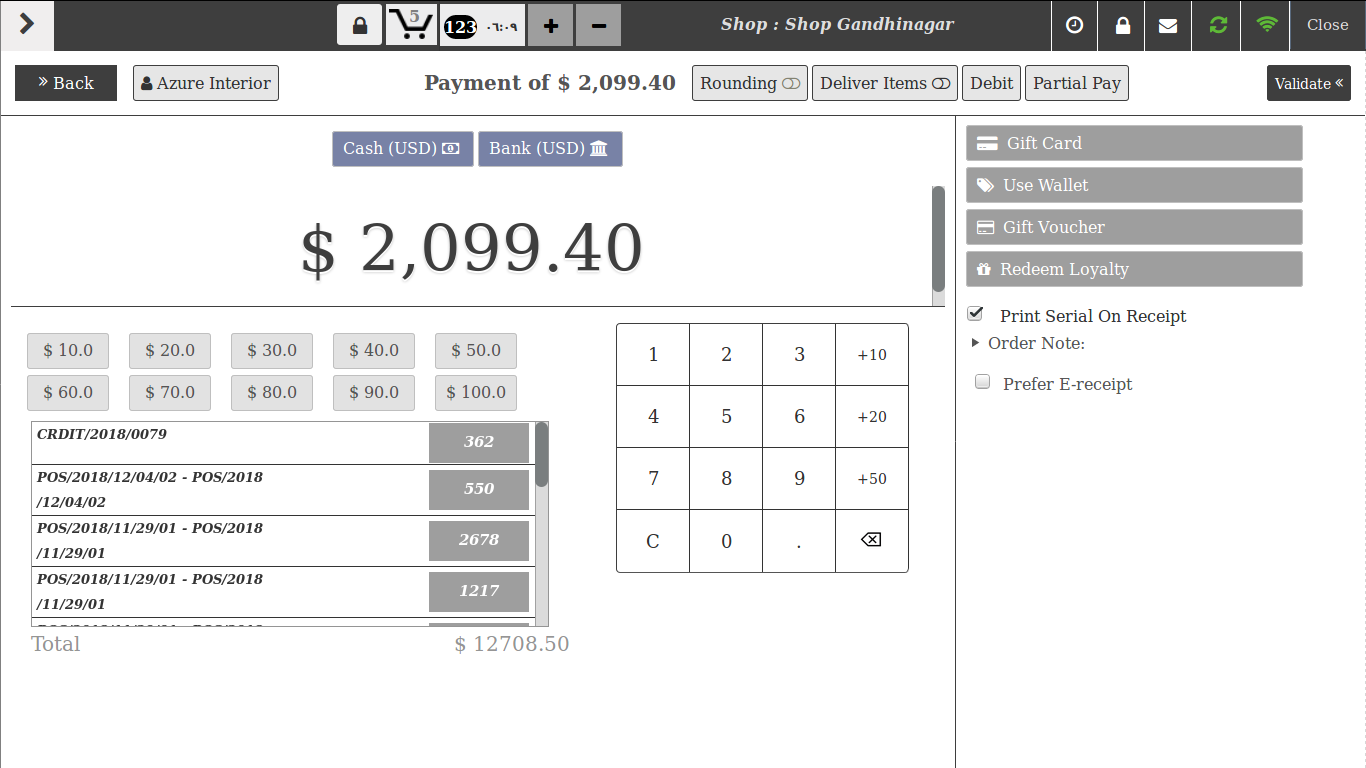 5
123
٠٦:٠٩
Shop : Shop Gandhinagar
Close
Back
Azure Interior
Payment of $ 2,099.40
Rounding
Deliver Items
Debit
Partial Pay
Validate
Cash (USD)
Bank (USD)
$ 2,099.40
Gift Card
Use Wallet
Gift Voucher
Redeem Loyalty
Print Serial On Receipt
Order Note:
Prefer E-receipt
$ 10.0 $ 20.0 $ 30.0 $ 40.0 $ 50.0
$ 60.0 $ 70.0 $ 80.0 $ 90.0 $ 100.0
CRDIT/2018/0079 362
POS/2018/12/04/02 - POS/2018
/12/04/02 550
POS/2018/11/29/01 - POS/2018
/11/29/01 2678
POS/2018/11/29/01 - POS/2018
/11/29/01 1217
Total $ 12708.50
1 2 3 +10
4 5 6 +20
7 8 9 +50
C 0 .